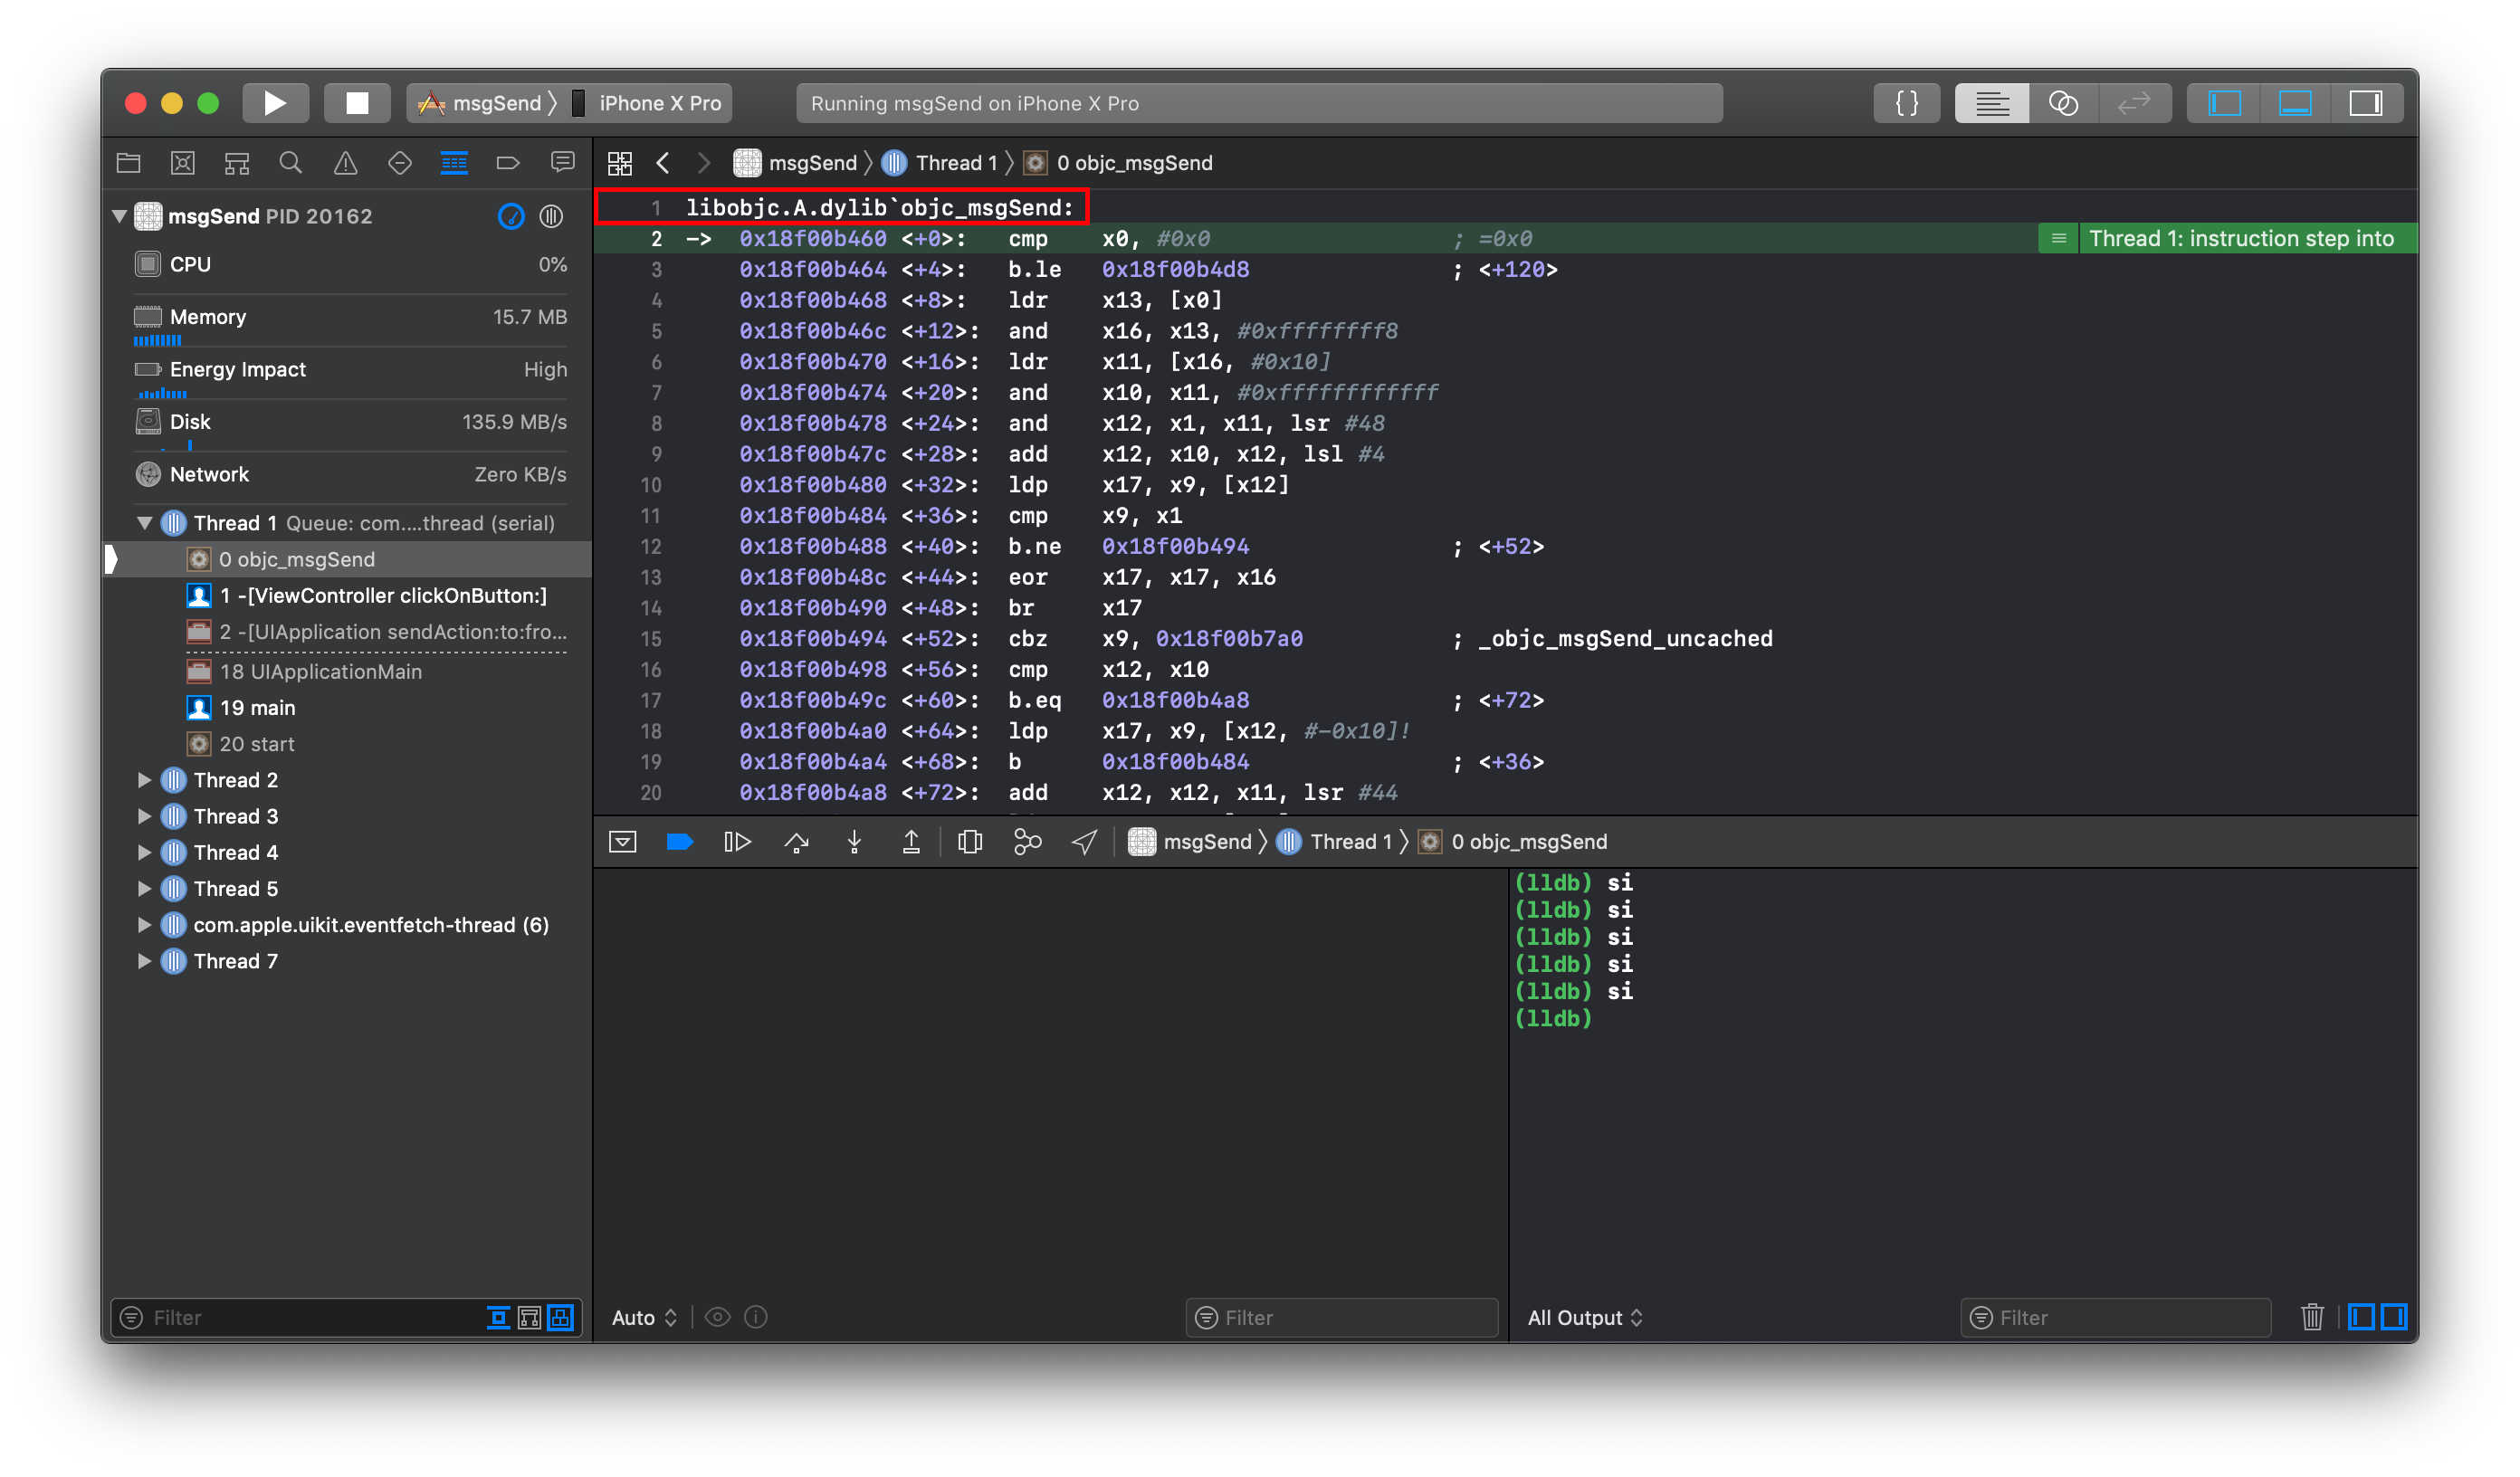 msgSend 〉 iPhone X Pro
Running msgSend on iPhone X Pro
{ }
msgSend PID 20162
CPU 0%
Memory 15.7 MB
Energy Impact High
Disk 135.9 MB/s
Network Zero KB/s
Thread 1 Queue: com....thread (serial)
0 objc_msgSend
1 -[ViewController clickOnButton:]
2 -[UIApplication sendAction:to:fro...
18 UIApplicationMain
19 main
20 start
Thread 2
Thread 3
Thread 4
Thread 5
com.apple.uikit.eventfetch-thread (6)
Thread 7
Filter
msgSend 〉 Thread 1 〉 0 objc_msgSend
1 libobjc.A.dylib`objc_msgSend:
2 -> 0x18f00b460 <+0>: cmp x0, #0x0 ; =0x0 Thread 1: instruction step into
3 0x18f00b464 <+4>: b.le 0x18f00b4d8 ; <+120>
4 0x18f00b468 <+8>: ldr x13, [x0]
5 0x18f00b46c <+12>: and x16, x13, #0xffffffff8
6 0x18f00b470 <+16>: ldr x11, [x16, #0x10]
7 0x18f00b474 <+20>: and x10, x11, #0xffffffffffff
8 0x18f00b478 <+24>: and x12, x1, x11, lsr #48
9 0x18f00b47c <+28>: add x12, x10, x12, lsl #4
10 0x18f00b480 <+32>: ldp x17, x9, [x12]
11 0x18f00b484 <+36>: cmp x9, x1
12 0x18f00b488 <+40>: b.ne 0x18f00b494 ; <+52>
13 0x18f00b48c <+44>: eor x17, x17, x16
14 0x18f00b490 <+48>: br x17
15 0x18f00b494 <+52>: cbz x9, 0x18f00b7a0 ; _objc_msgSend_uncached
16 0x18f00b498 <+56>: cmp x12, x10
17 0x18f00b49c <+60>: b.eq 0x18f00b4a8 ; <+72>
18 0x18f00b4a0 <+64>: ldp x17, x9, [x12, #-0x10]!
19 0x18f00b4a4 <+68>: b 0x18f00b484 ; <+36>
20 0x18f00b4a8 <+72>: add x12, x12, x11, lsr #44
msgSend 〉 Thread 1 〉 0 objc_msgSend
Auto
Filter
(lldb) si
(lldb) si
(lldb) si
(lldb) si
(lldb) si
(lldb)
All Output
Filter